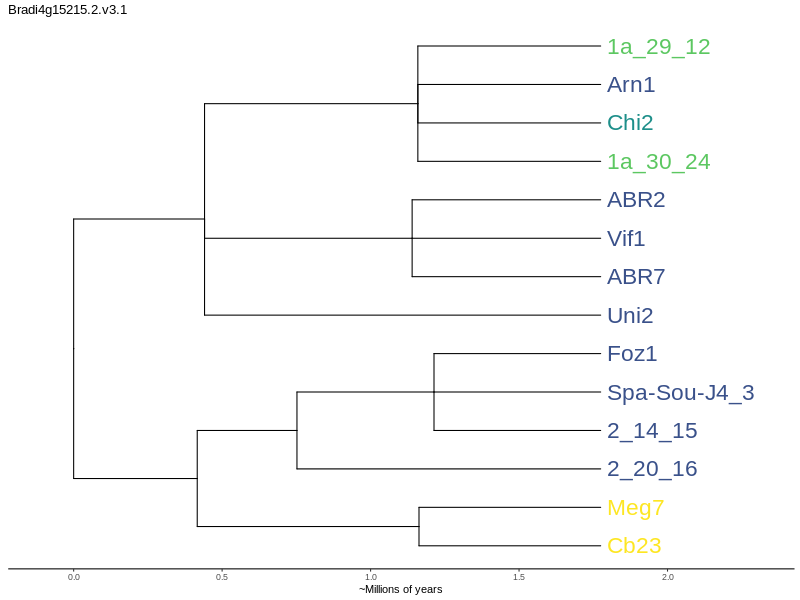 Bradi4g15215.2.v3.1
1a_29_12
Arn1
Chi2
1a_30_24
ABR2
Vif1
ABR7
Uni2
Foz1
Spa-Sou-J4_3
2_14_15
2_20_16
Meg7
Cb23
0.0 0.5 1.0 1.5 2.0
~Millions of years